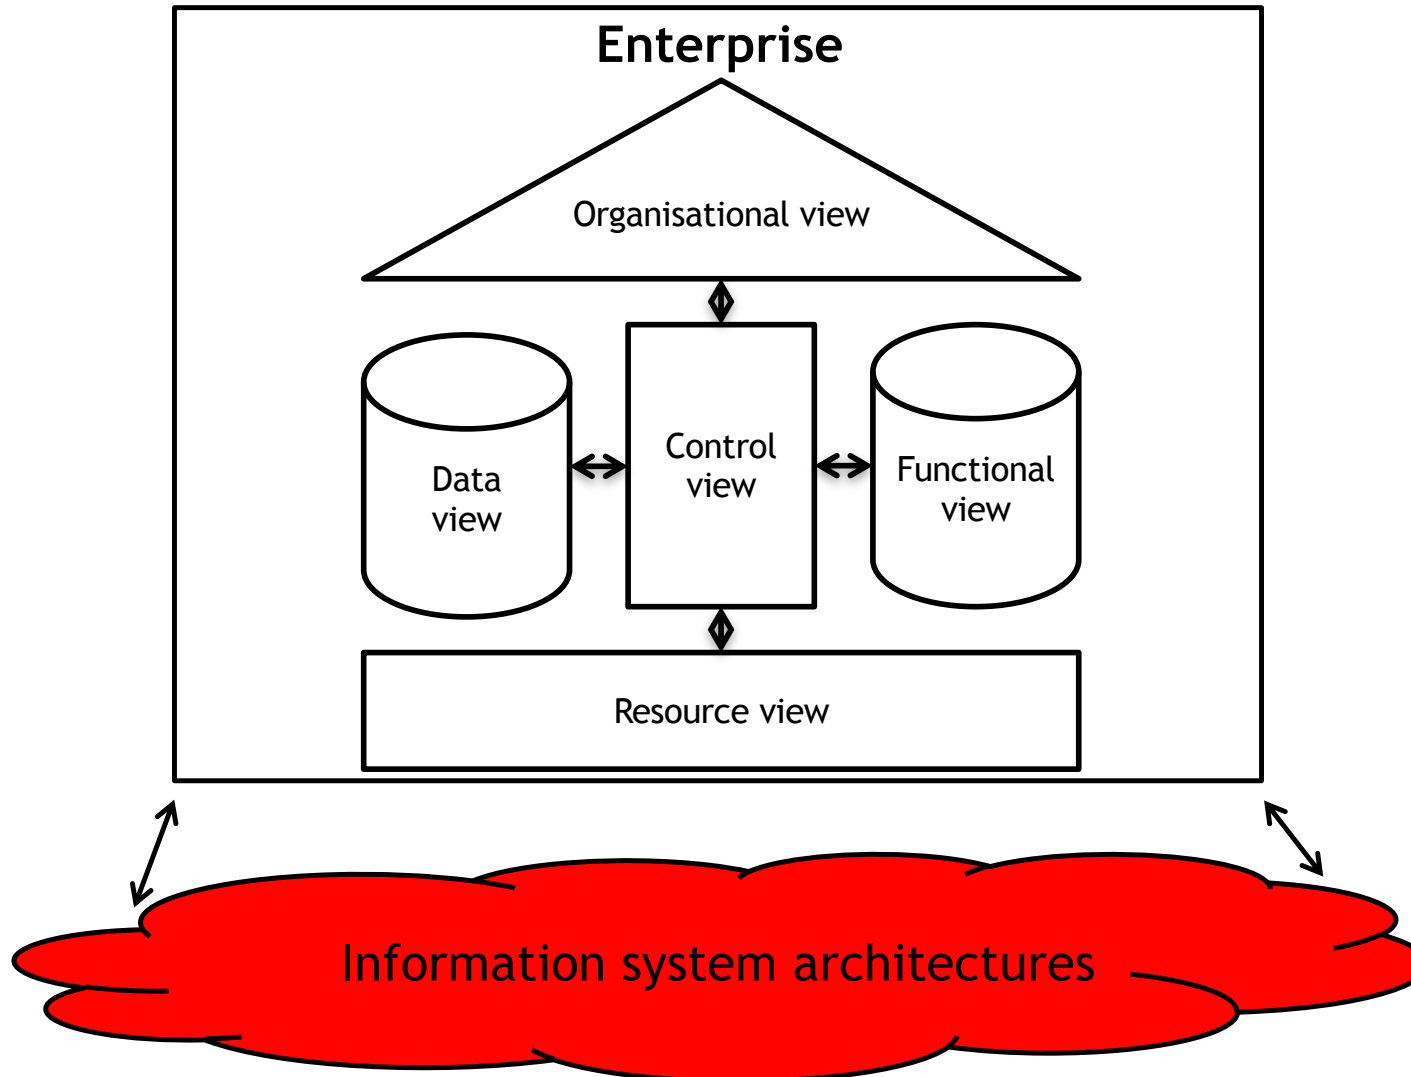 Enterprise
Organisational view
Data
view
Control
view
Functional
view
Resource view
Information system architectures